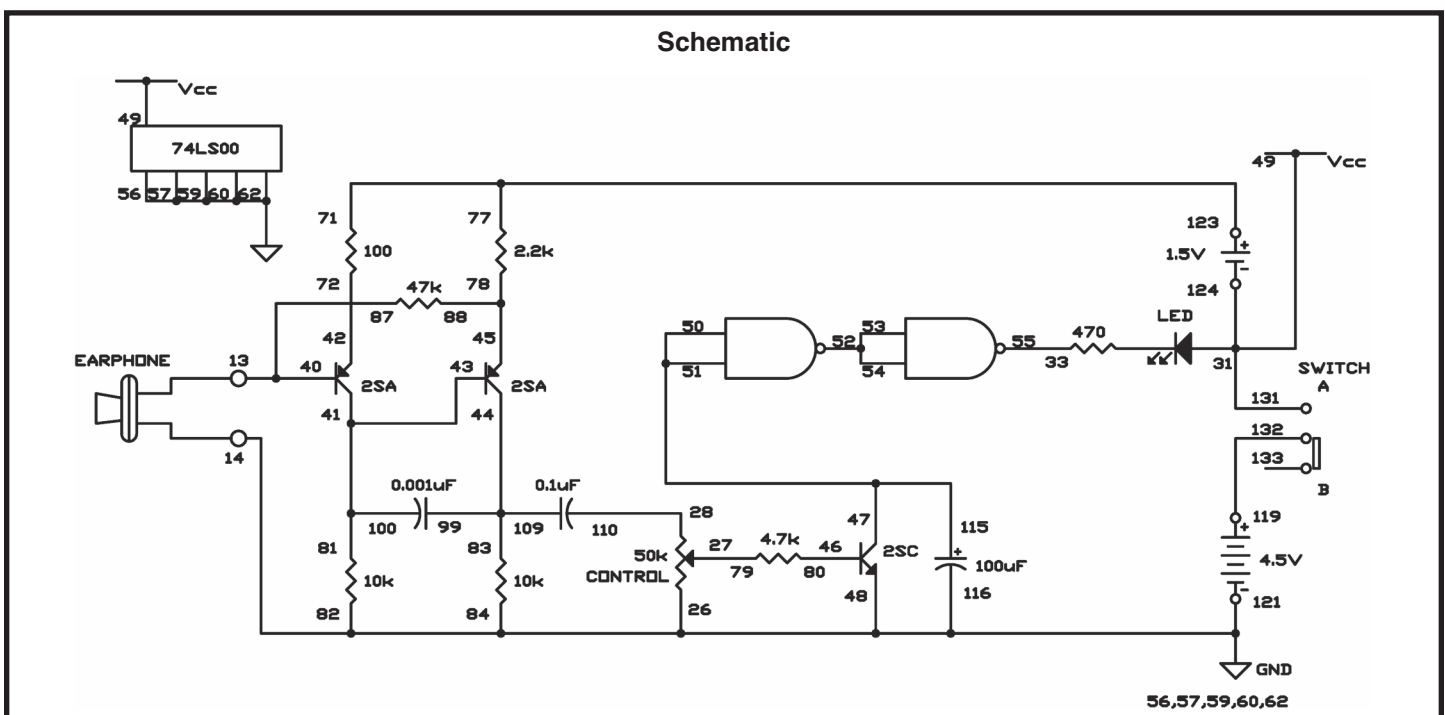 Schematic
Vcc
49
74LS00
56 57 59 60 62
49 Vcc
71 77 123
100 2.2k 1.5V
72 47k 78 124
87 88
42 45 50 53 470 LED
EARPHONE 13 40 43 52 55 33 31 SWITCH
2SA 2SA 51 54 A
41 44 131
14 132
133
0.001uF 0.1uF B
28 47 115 119
100 99 109 110
81 83 50k 27 4.7k 46 2SC
10k 10k CONTROL 79 80 100uF 4.5V
48 116
82 84 26 121
GND
56,57,59,60,62